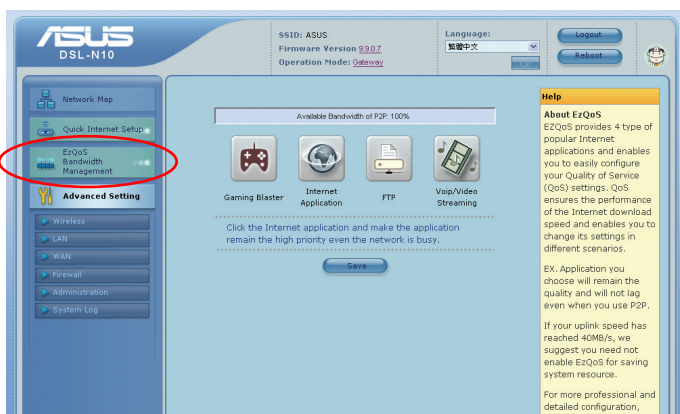 ASUS
DSL-N10
SSID: ASUS
Firmware Version 9.9.0.7
Operation Mode: Gateway
Language:
繁體中文
Logout
Reboot
Network Map
Quick Internet Setup
EzQoS
Bandwidth
Management
Advanced Setting
Wireless
LAN
WAN
Firewall
Administration
System Log
Available Bandwidth of P2P: 100%
Gaming Blaster
Internet
Application
FTP
Voip/Video
Streaming
Click the Internet application and make the application
remain the high priority even the network is busy.
Save
Help
About EzQoS
EZQoS provides 4 type of
popular Internet
applications and enables
you to easily configure
your Quality of Service
(QoS) settings. QoS
ensures the performance
of the Internet download
speed and enables you to
change its settings in
different scenarios.
EX. Application you
choose will remain the
quality and will not lag
even when you use P2P.
If your uplink speed has
reached 40MB/s, we
suggest you need not
enable EzQoS for saving
system resource.
For more professional and
detailed configuration,